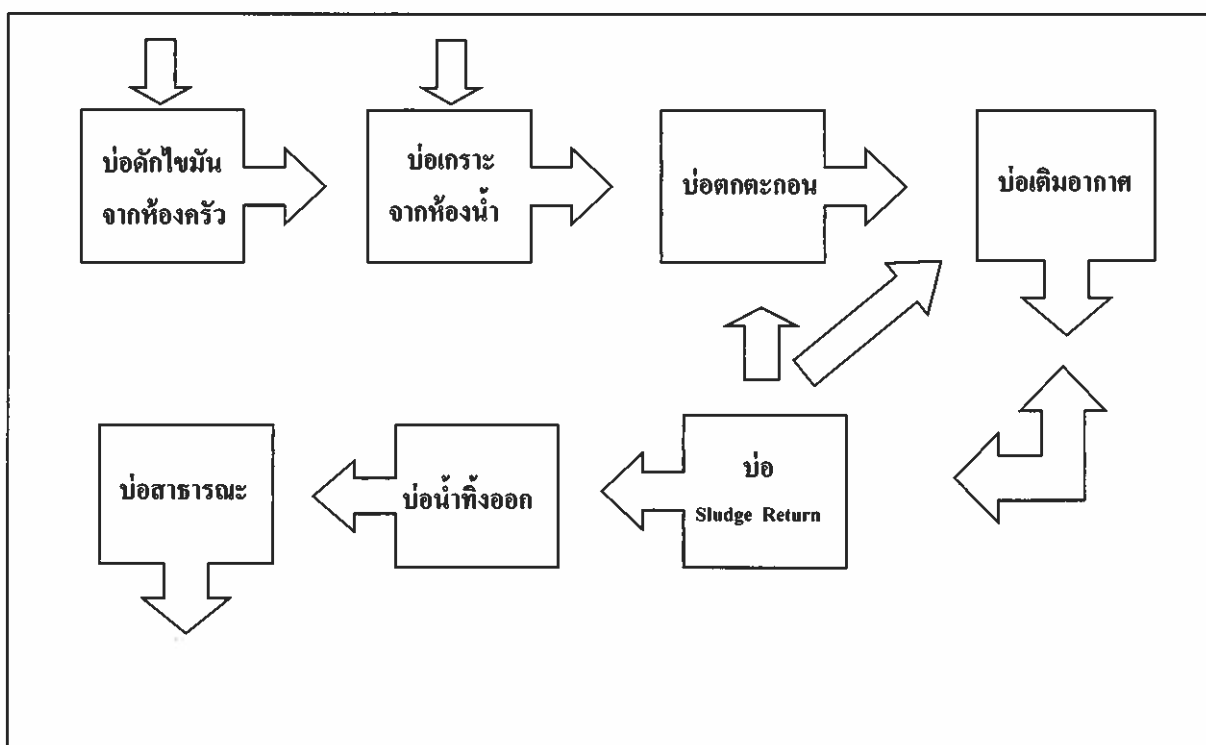 บ่อดักไขมัน
จากห้องครัว
บ่อเกราะ
จากห้องน้ำ
บ่อตกตะกอน
บ่อเติมอากาศ
บ่อสาธารณะ
บ่อน้ำทิ้งออก
บ่อ
Sludge Return